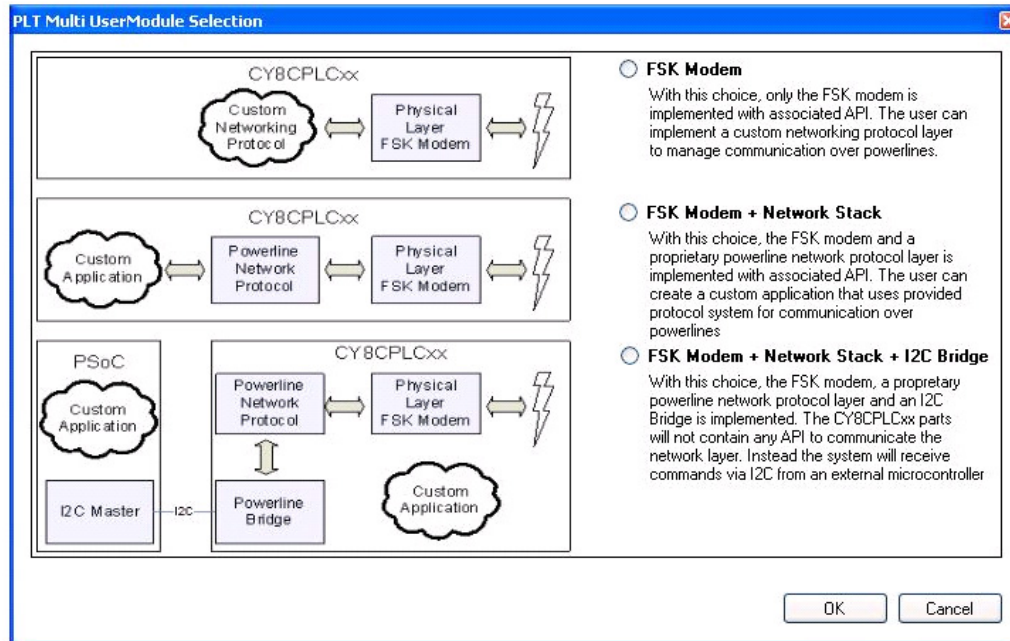 PLT Multi UserModule Selection
CY8CPLCxx
Custom
Networking
Protocol
Physical
Layer
FSK Modem
FSK Modem
With this choice, only the FSK modem is
implemented with associated API. The user can
implement a custom networking protocol layer
to manage communication over powerlines.
CY8CPLCxx
Custom
Application
Powerline
Network
Protocol
Physical
Layer
FSK Modem
FSK Modem + Network Stack
With this choice, the FSK modem and a
proprietary powerline network protocol layer is
implemented with associated API. The user can
create a custom application that uses provided
protocol system for communication over
powerlines
PSoC
Custom
Application
I2C Master
I2C
CY8CPLCxx
Powerline
Network
Protocol
Physical
Layer
FSK Modem
Powerline
Bridge
Custom
Application
FSK Modem + Network Stack + I2C Bridge
With this choice, the FSK modem, a propretary
powerline network protocol layer and an I2C
Bridge is implemented. The CY8CPLCxx parts
will not contain any API to communicate the
network layer. Instead the system will receive
commands via I2C from an external microcontroller
OK
Cancel